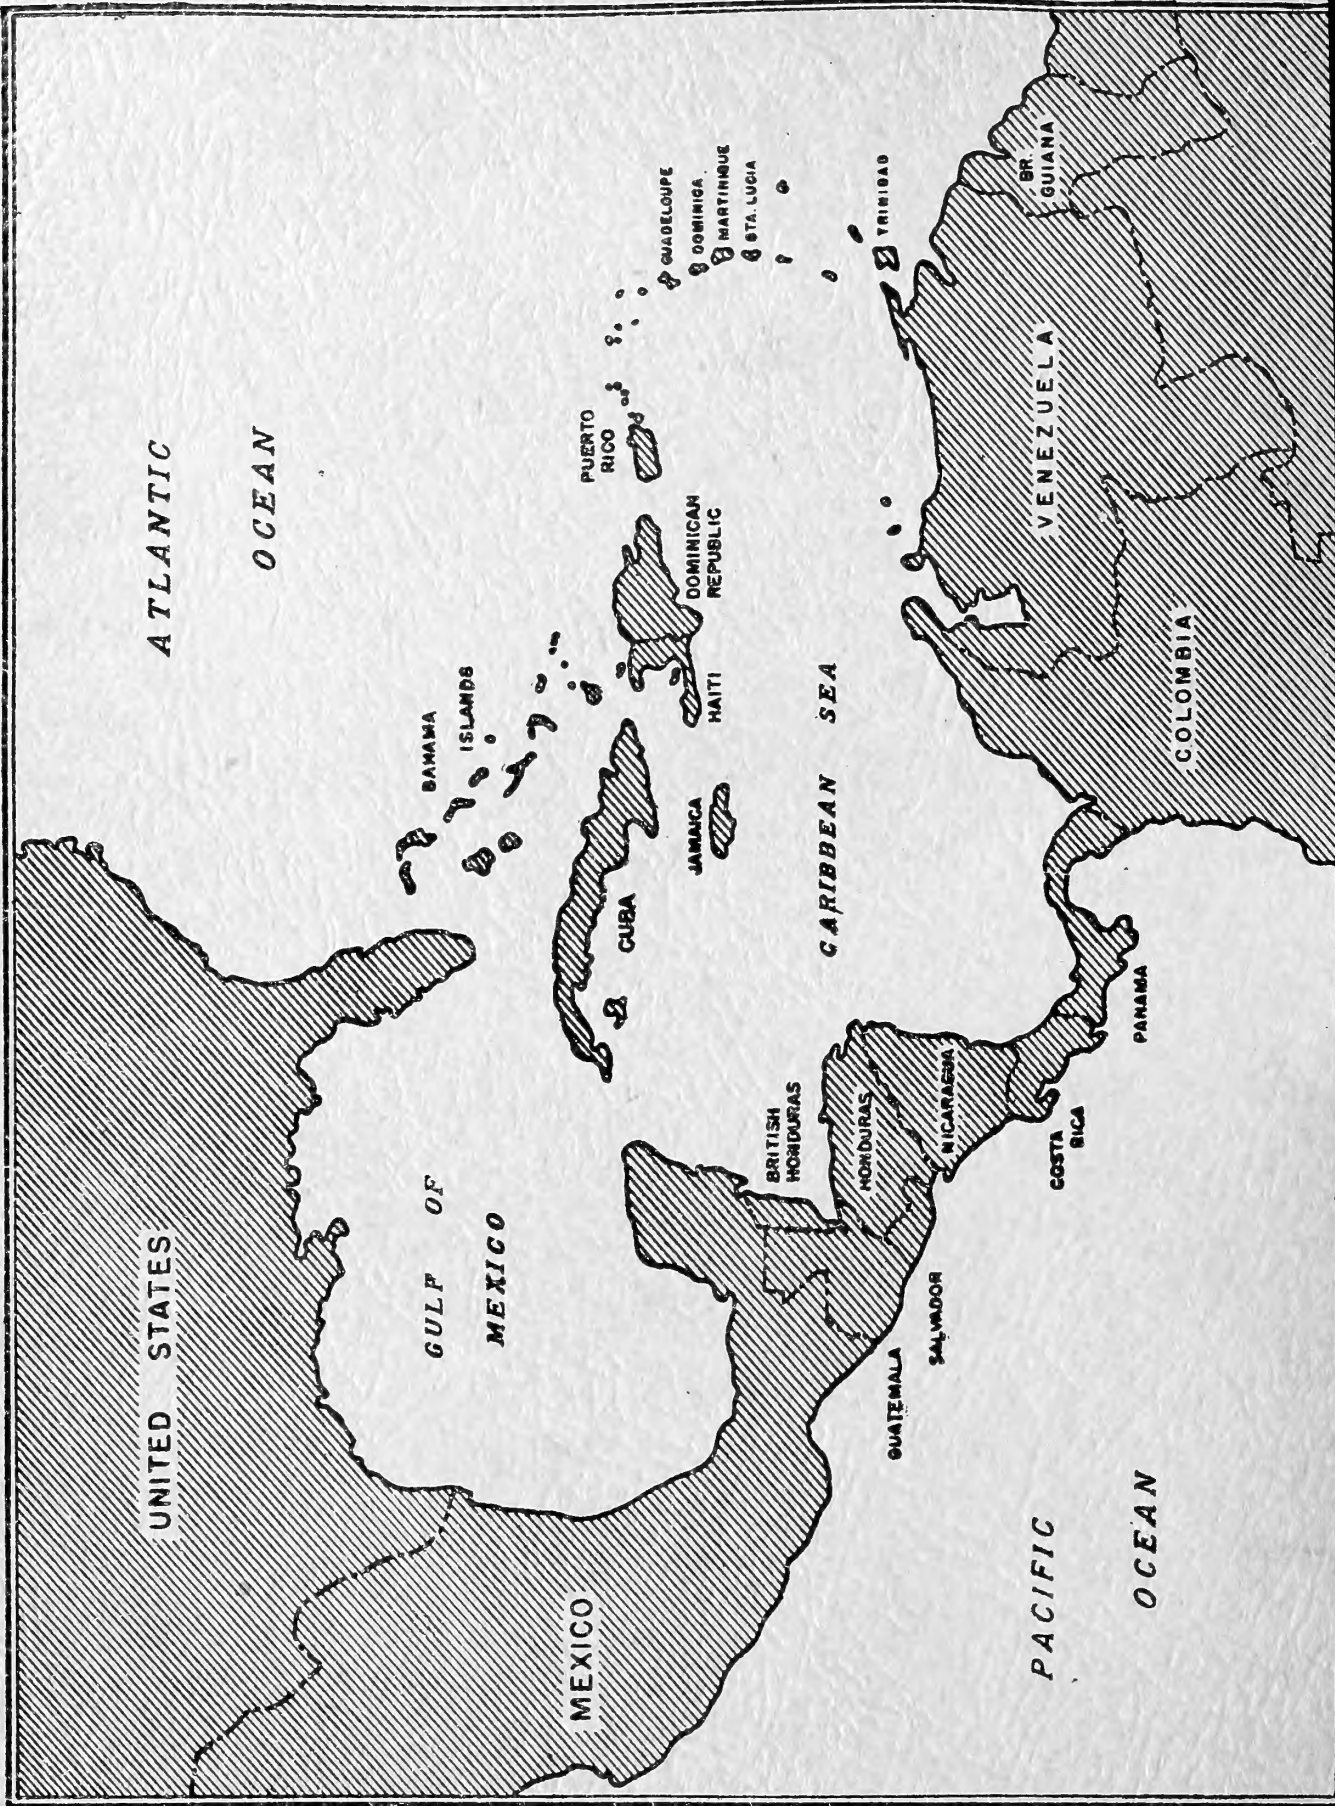 UNITED STATES
ATLANTIC
OCEAN
GULF OF
MEXICO
BAHAMA
ISLANDS
MEXICO
CUBA
PUERTO
RICO
JAMAICA
HAITI
DOMINICAN
REPUBLIC
GUADELOUPE
DOMINICA
MARTINIQUE
STA. LUCIA
BRITISH
HONDURAS
CARIBBEAN SEA
HONDURAS
TRINIDAD
GUATEMALA
SALVADOR
NICARAGUA
PACIFIC
OCEAN
COSTA
RICA
PANAMA
VENEZUELA
BR.
GUIANA
COLOMBIA